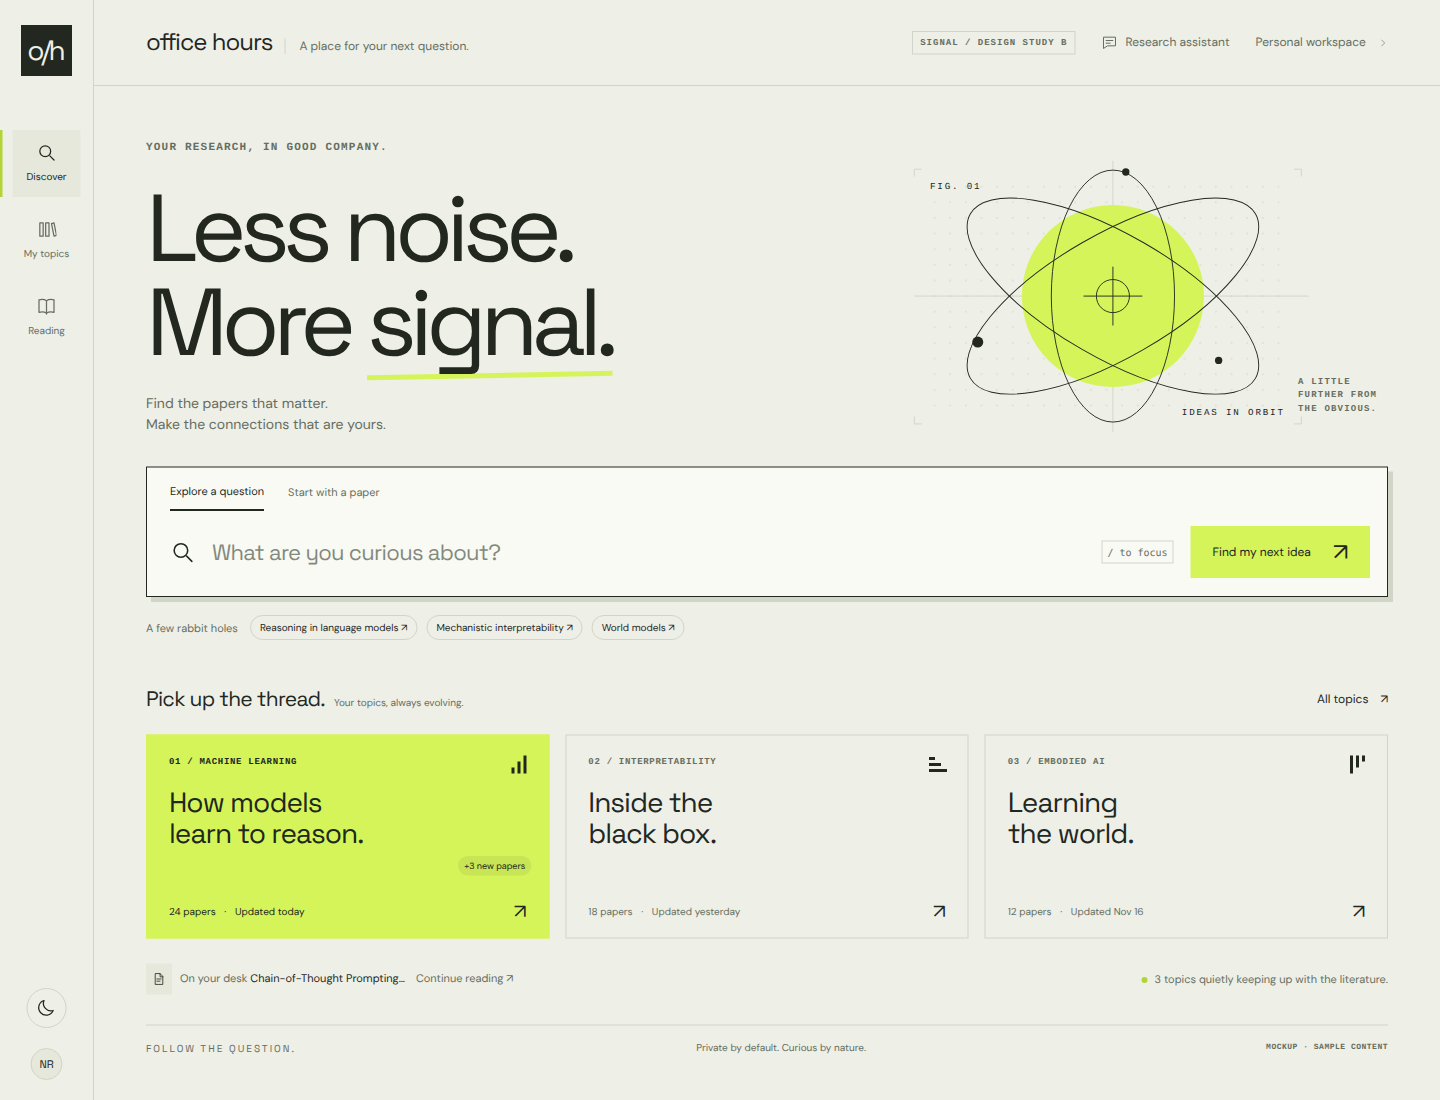 o/h
office hours
A place for your next question.
SIGNAL / DESIGN STUDY B
Research assistant
Personal workspace
Discover
My topics
Reading
YOUR RESEARCH, IN GOOD COMPANY.
Less noise.
More signal.
Find the papers that matter.
Make the connections that are yours.
FIG. 01
IDEAS IN ORBIT
A LITTLE
FURTHER FROM
THE OBVIOUS.
Explore a question
Start with a paper
What are you curious about?
/ to focus
Find my next idea
A few rabbit holes
Reasoning in language models
Mechanistic interpretability
World models
Pick up the thread.
Your topics, always evolving.
All topics
01 / MACHINE LEARNING
How models
learn to reason.
+3 new papers
24 papers · Updated today
02 / INTERPRETABILITY
Inside the
black box.
18 papers · Updated yesterday
03 / EMBODIED AI
Learning
the world.
12 papers · Updated Nov 16
On your desk Chain-of-Thought Prompting…
Continue reading
3 topics quietly keeping up with the literature.
NR
FOLLOW THE QUESTION.
Private by default. Curious by nature.
MOCKUP · SAMPLE CONTENT